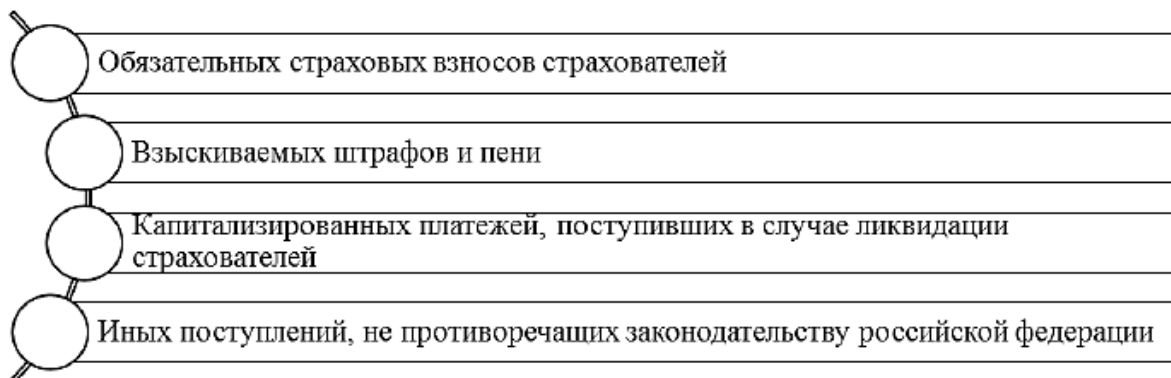 Обязательных страховых взносов страхователей
Взыскиваемых штрафов и пени
Капитализированных платежей, поступивших в случае ликвидации
страхователей
Иных поступлений, не противоречащих законодательству российской федерации